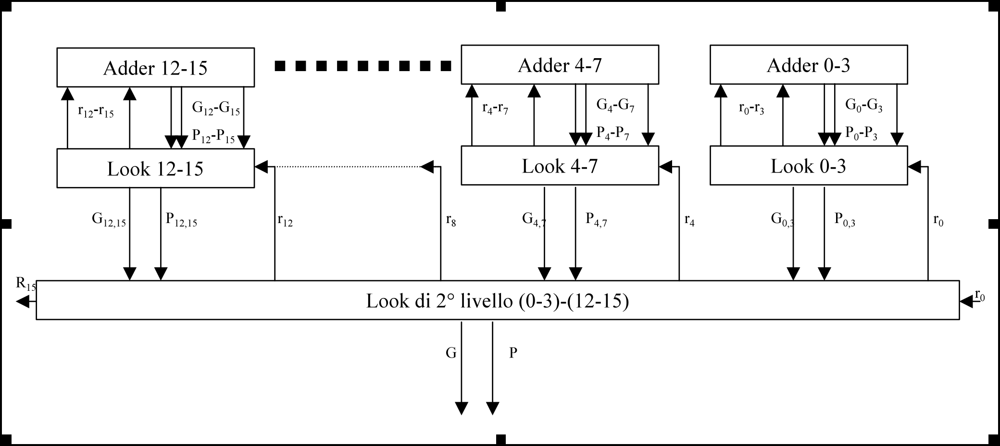 Adder 12-15
Adder 4-7
Adder 0-3
r₁₂-r₁₅
G₁₂-G₁₅
P₁₂-P₁₅
r₄-r₇
G₄-G₇
P₄-P₇
r₀-r₃
G₀-G₃
P₀-P₃
Look 12-15
Look 4-7
Look 0-3
G₁₂,₁₅
P₁₂,₁₅
r₁₂
r₈
G₄,₇
P₄,₇
r₄
G₀,₃
P₀,₃
r₀
R₁₅
Look di 2° livello (0-3)-(12-15)
r₀
G
P